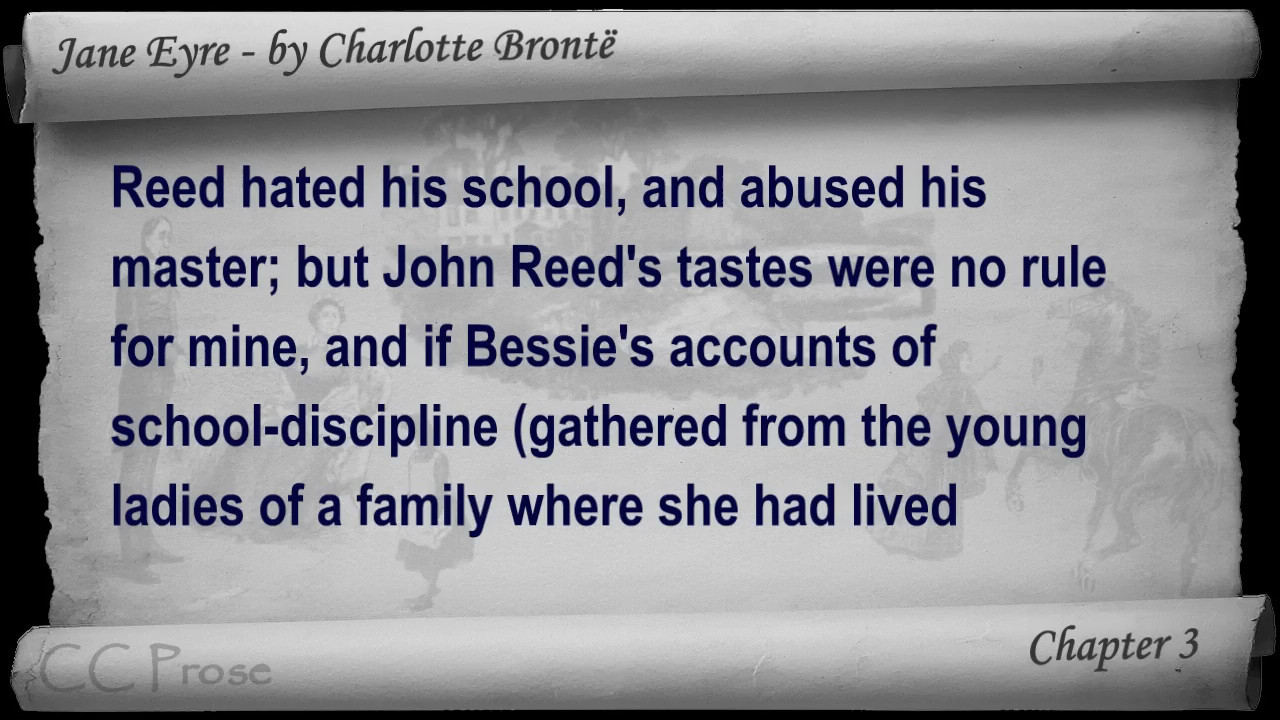 Jane Eyre - by Charlotte Brontë
Reed hated his school, and abused his
master; but John Reed's tastes were no rule
for mine, and if Bessie's accounts of
school-discipline (gathered from the young
ladies of a family where she had lived
Chapter 3
CC Prose